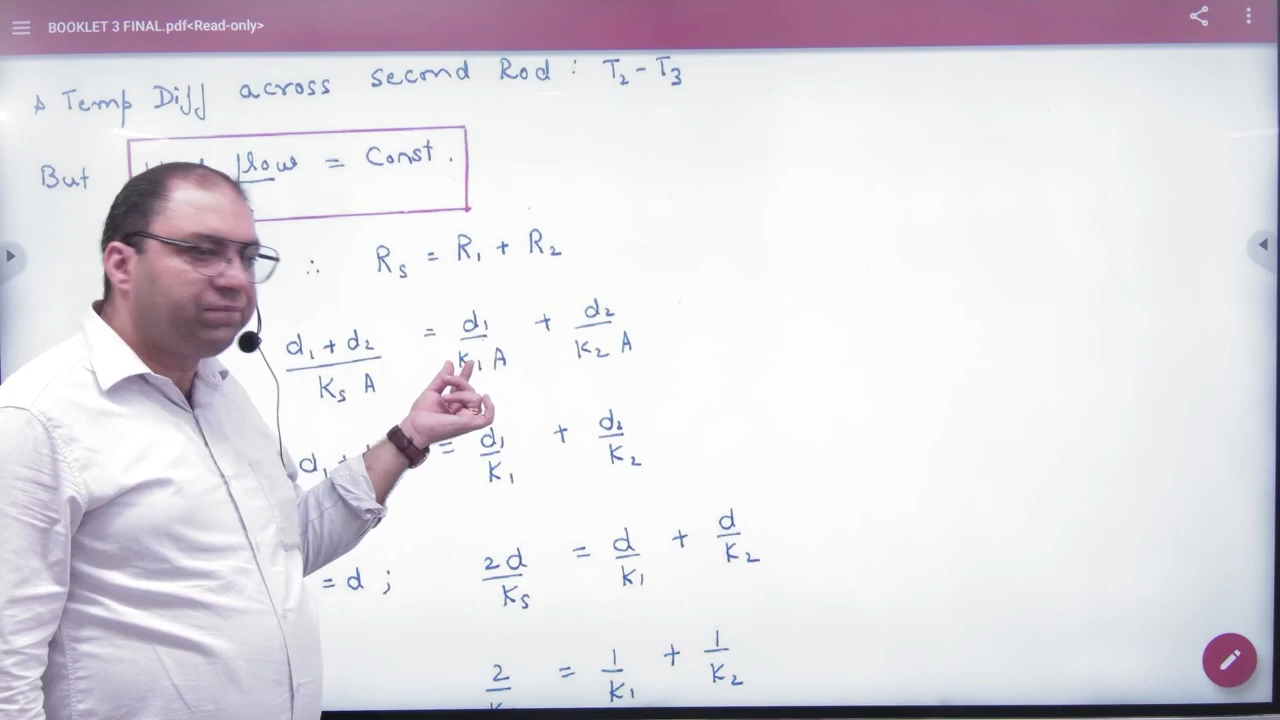 BOOKLET 3 FINAL.pdf<Read-only>
Temp Diff across second Rod : T₂ - T₃
But flow = Const.
∴ Rₛ = R₁ + R₂
(d₁ + d₂)/(Kₛ A) = d₁/(K₁ A) + d₂/(K₂ A)
d₁ + = d₁/K₁ + d₂/K₂
= d ; 2d/Kₛ = d/K₁ + d/K₂
2/K = 1/K₁ + 1/K₂